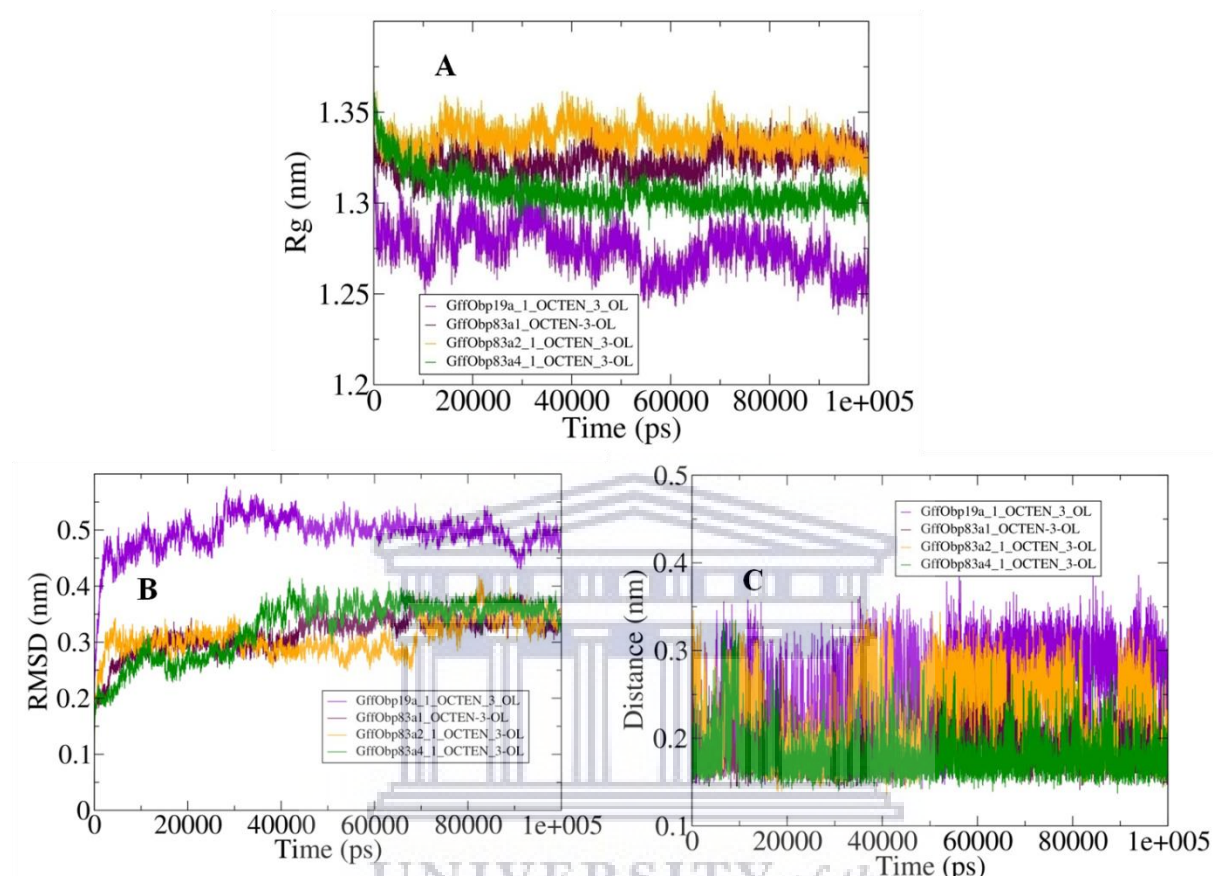 A
Rg (nm)
1.35
1.3
1.25
1.2
GffObp19a_1_OCTEN_3_OL
GffObp83a1_OCTEN-3-OL
GffObp83a2_1_OCTEN_3-OL
GffObp83a4_1_OCTEN_3-OL
0 20000 40000 60000 80000 1e+005
Time (ps)
B
RMSD (nm)
0.5
0.4
0.3
0.2
0.1
0
GffObp19a_1_OCTEN_3_OL
GffObp83a1_OCTEN-3-OL
GffObp83a2_1_OCTEN_3-OL
GffObp83a4_1_OCTEN_3-OL
0 20000 40000 60000 80000 1e+005
Time (ps)
C
Distance (nm)
0.5
0.4
0.3
0.2
0.1
GffObp19a_1_OCTEN_3_OL
GffObp83a1_OCTEN-3-OL
GffObp83a2_1_OCTEN_3-OL
GffObp83a4_1_OCTEN_3-OL
0 20000 40000 60000 80000 1e+005
Time (ps)
UNIVERSITY of